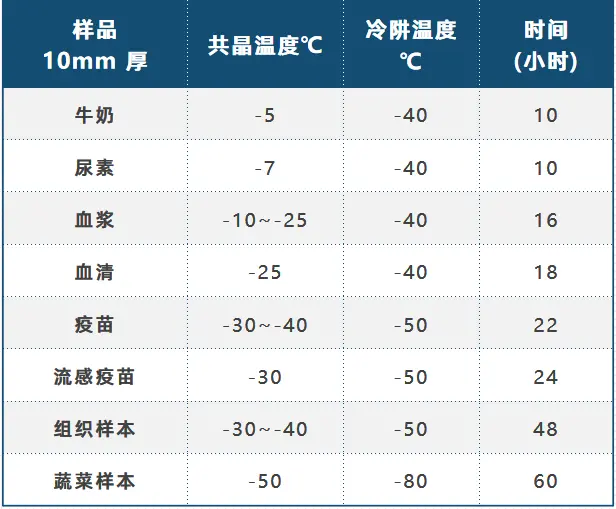 样品 10mm 厚 共晶温度℃ 冷阱温度 ℃ 时间 (小时)
牛奶 -5 -40 10
尿素 -7 -40 10
血浆 -10~-25 -40 16
血清 -25 -40 18
疫苗 -30~-40 -50 22
流感疫苗 -30 -50 24
组织样本 -30~-40 -50 48
蔬菜样本 -50 -80 60